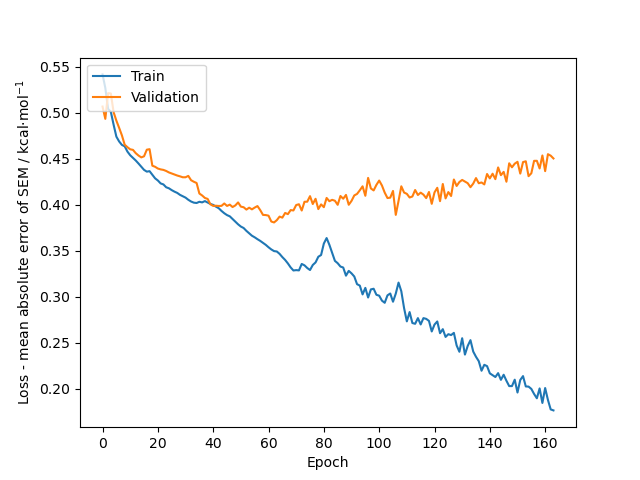 Loss - mean absolute error of SEM / kcal·mol⁻¹
0.55
0.50
0.45
0.40
0.35
0.30
0.25
0.20
Train
Validation
0 20 40 60 80 100 120 140 160
Epoch